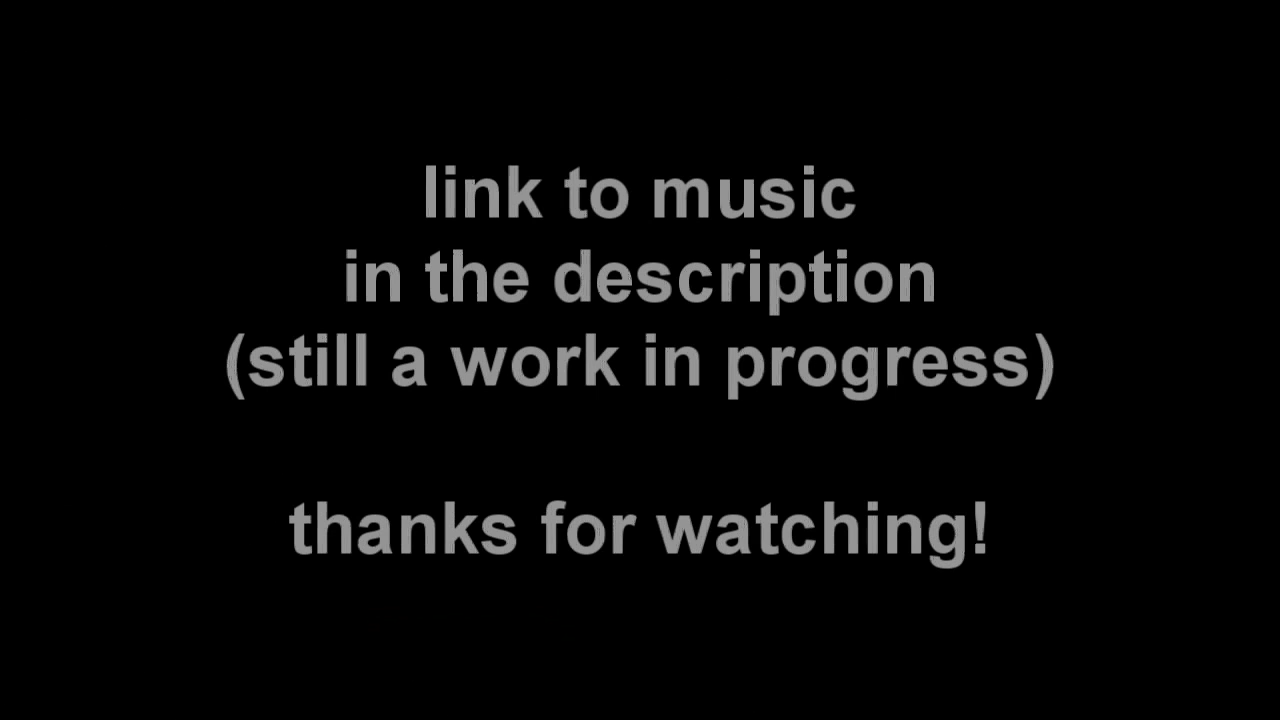 link to music
in the description
(still a work in progress)
thanks for watching!